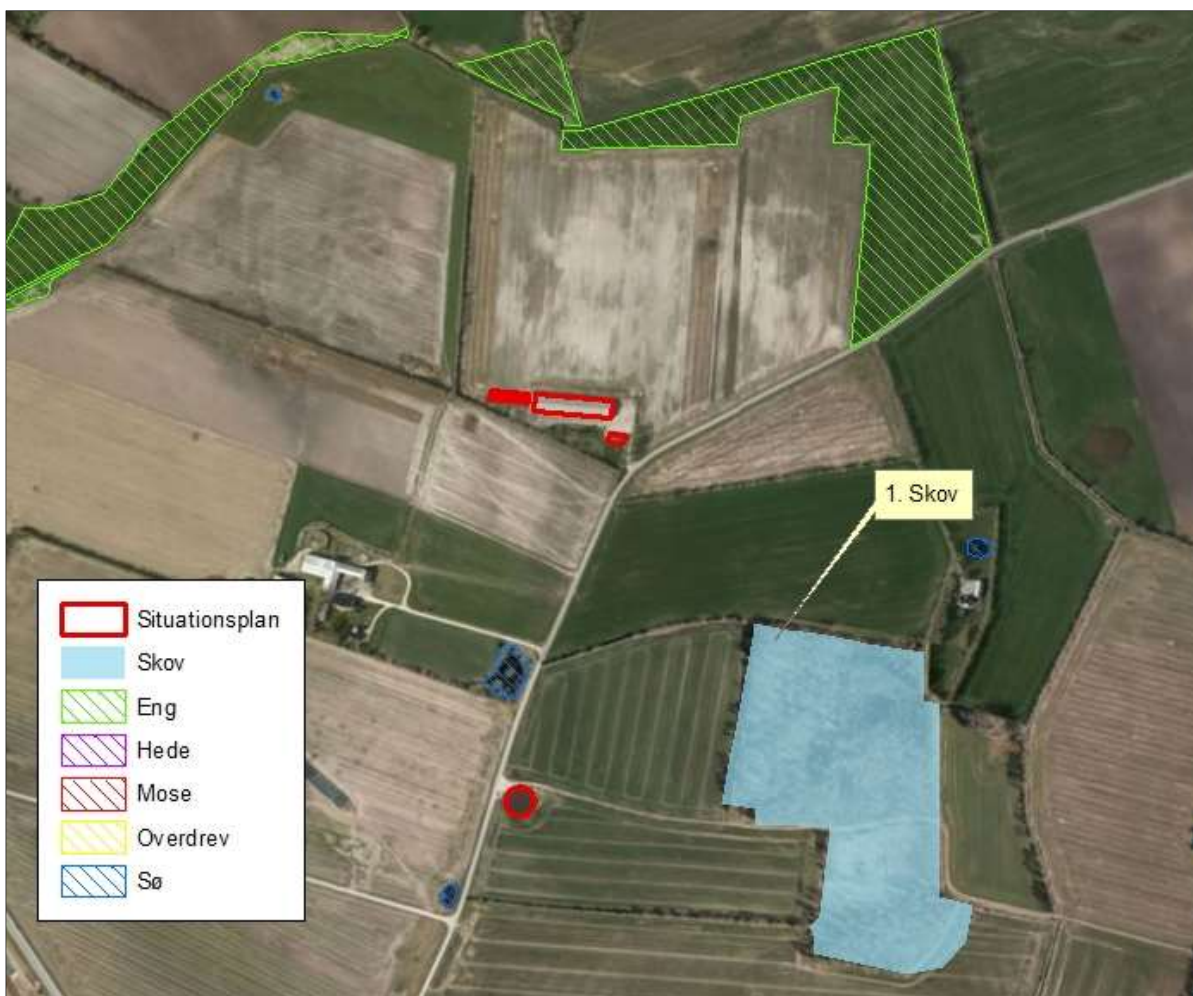 1. Skov
Situationsplan
Skov
Eng
Hede
Mose
Overdrev
Sø